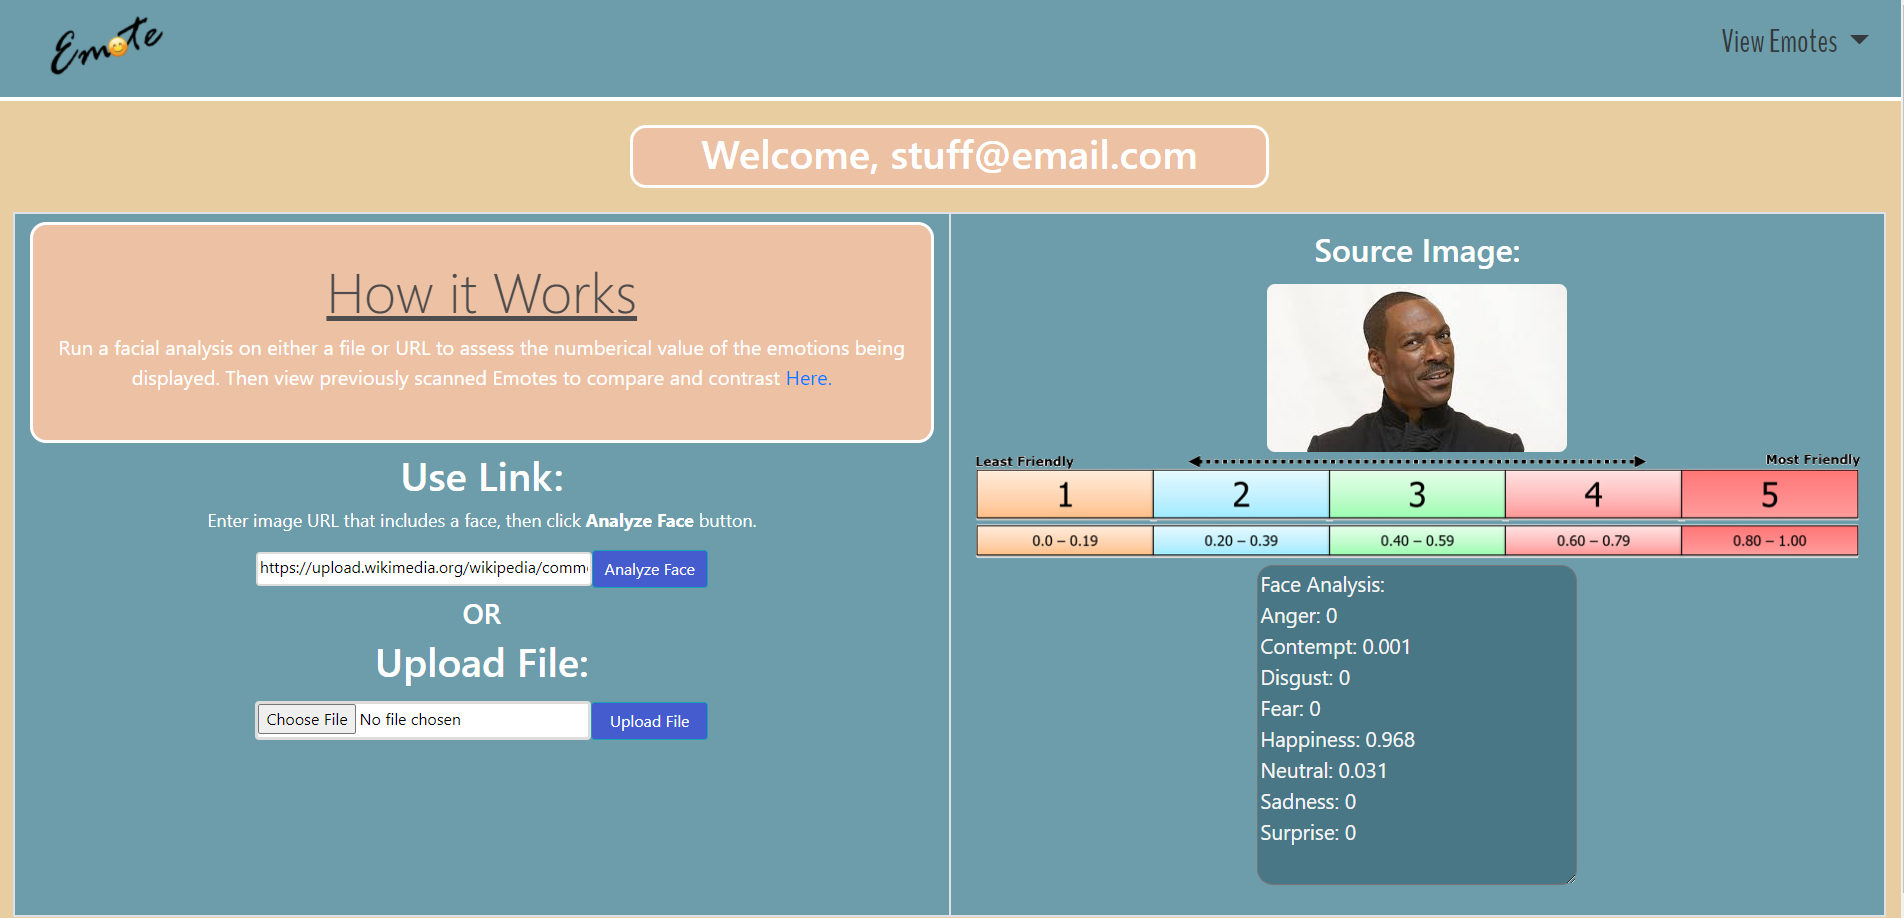 Emote
View Emotes
Welcome, stuff@email.com
How it Works
Run a facial analysis on either a file or URL to assess the numberical value of the emotions being
displayed. Then view previously scanned Emotes to compare and contrast Here.
Use Link:
Enter image URL that includes a face, then click Analyze Face button.
https://upload.wikimedia.org/wikipedia/comm
Analyze Face
OR
Upload File:
Choose File No file chosen
Upload File
Source Image:
Least Friendly
Most Friendly
1 2 3 4 5
0.0 – 0.19 0.20 – 0.39 0.40 – 0.59 0.60 – 0.79 0.80 – 1.00
Face Analysis:
Anger: 0
Contempt: 0.001
Disgust: 0
Fear: 0
Happiness: 0.968
Neutral: 0.031
Sadness: 0
Surprise: 0